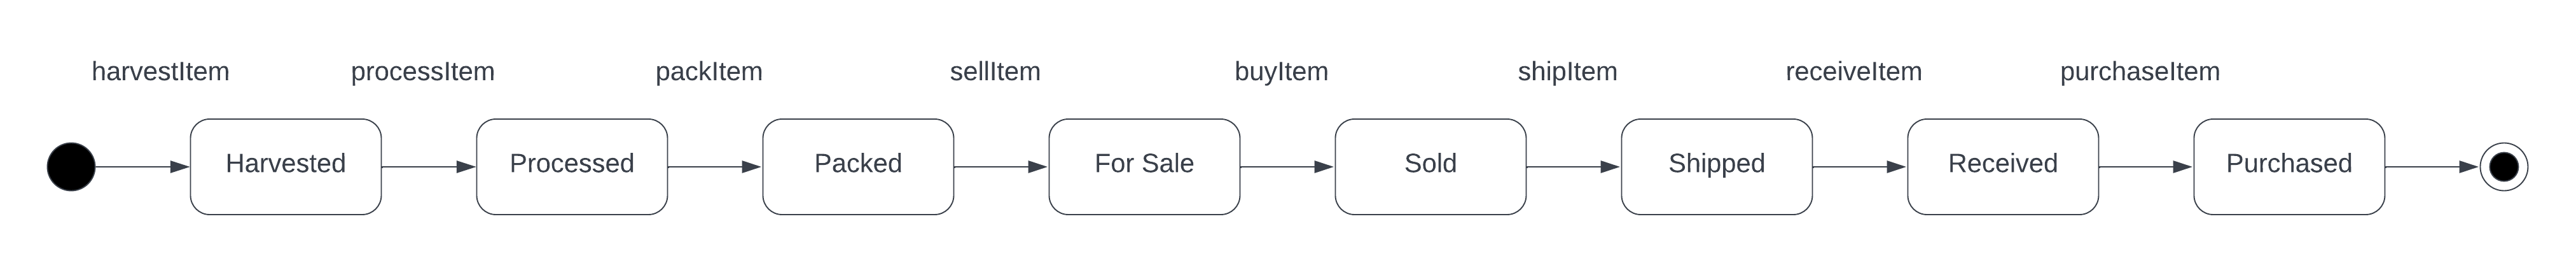 harvestItem processItem packItem sellItem buyItem shipItem receiveItem purchaseItem
Harvested Processed Packed For Sale Sold Shipped Received Purchased